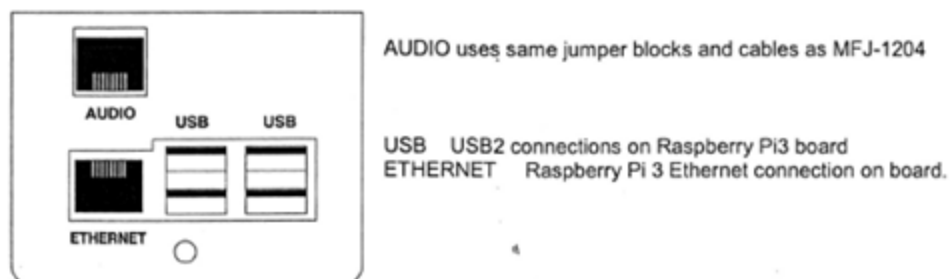 AUDIO uses same jumper blocks and cables as MFJ-1204
AUDIO
USB USB
USB USB2 connections on Raspberry Pi3 board
ETHERNET Raspberry Pi 3 Ethernet connection on board.
ETHERNET